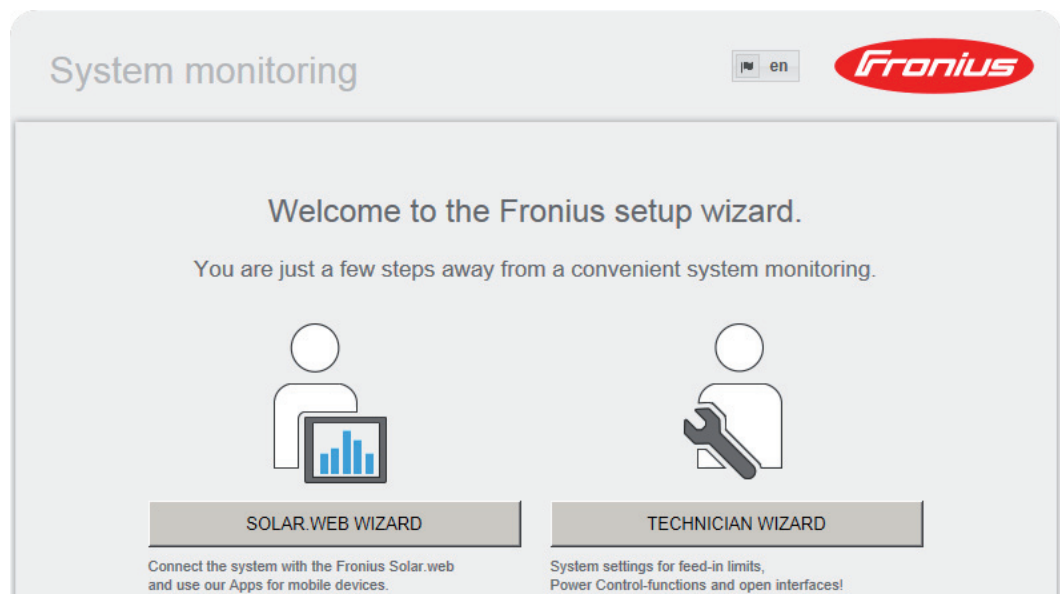 System monitoring
en
Fronius
Welcome to the Fronius setup wizard.
You are just a few steps away from a convenient system monitoring.
SOLAR.WEB WIZARD
TECHNICIAN WIZARD
Connect the system with the Fronius Solar.web
and use our Apps for mobile devices.
System settings for feed-in limits,
Power Control-functions and open interfaces!